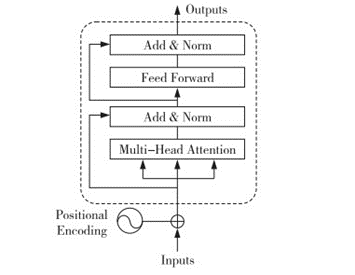 Outputs
Add & Norm
Feed Forward
Add & Norm
Multi-Head Attention
Positional
Encoding
Inputs